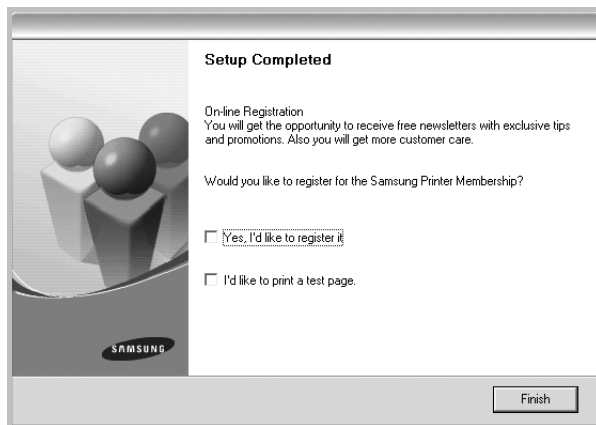 Setup Completed
On-line Registration
You will get the opportunity to receive free newsletters with exclusive tips
and promotions. Also you will get more customer care.
Would you like to register for the Samsung Printer Membership?
Yes, I'd like to register it
I'd like to print a test page.
SAMSUNG
Finish